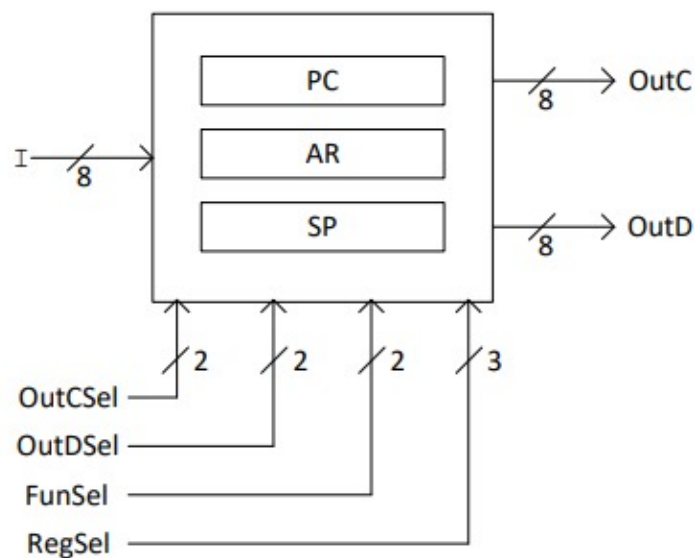 PC
8
OutC
I
8
AR
SP
8
OutD
2
2
2
3
OutCSel
OutDSel
FunSel
RegSel